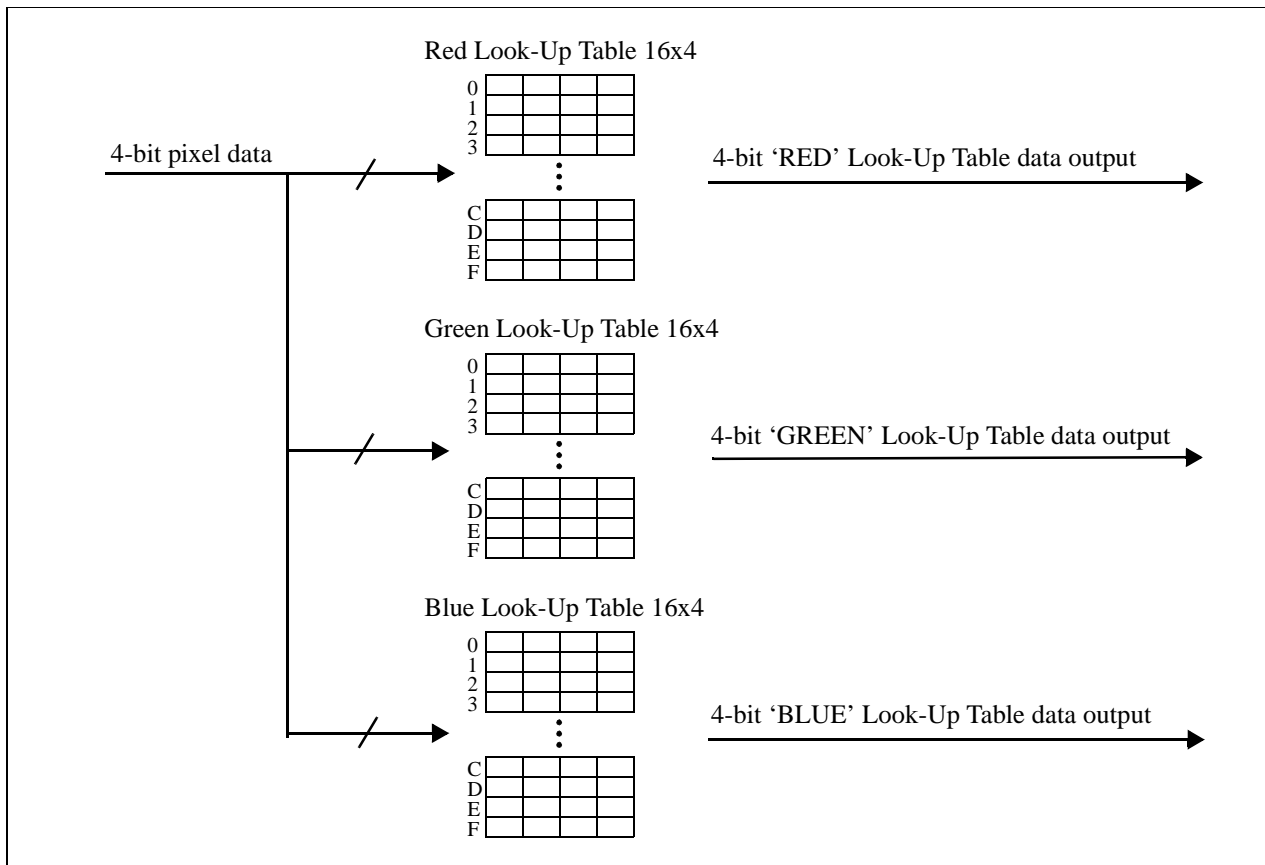 Red Look-Up Table 16x4
0
1
2
3
4-bit pixel data
4-bit ‘RED’ Look-Up Table data output
C
D
E
F
Green Look-Up Table 16x4
0
1
2
3
4-bit ‘GREEN’ Look-Up Table data output
C
D
E
F
Blue Look-Up Table 16x4
0
1
2
3
4-bit ‘BLUE’ Look-Up Table data output
C
D
E
F